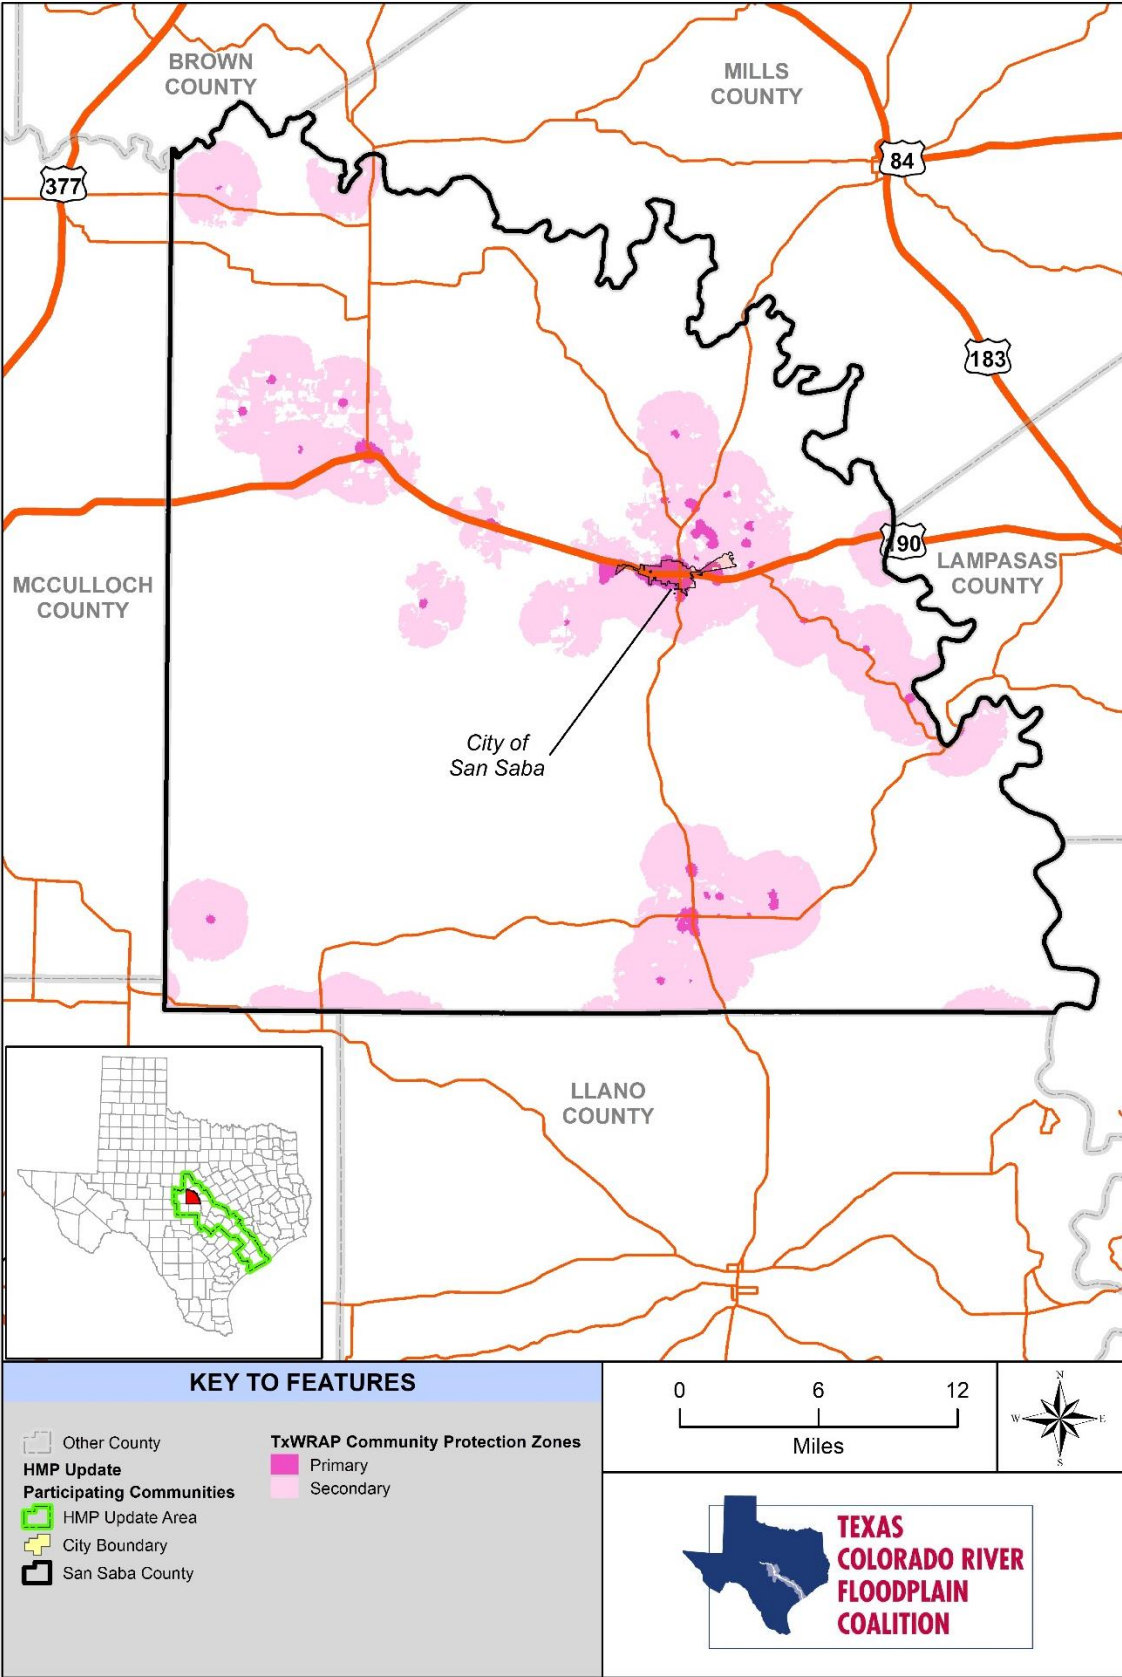 BROWN
COUNTY
MILLS
COUNTY
377
84
183
190
MCCULLOCH
COUNTY
LAMPASAS
COUNTY
City of
San Saba
LLANO
COUNTY
KEY TO FEATURES
Other County
HMP Update
Participating Communities
HMP Update Area
City Boundary
San Saba County
TxWRAP Community Protection Zones
Primary
Secondary
0 6 12
Miles
N
W E
S
TEXAS
COLORADO RIVER
FLOODPLAIN
COALITION